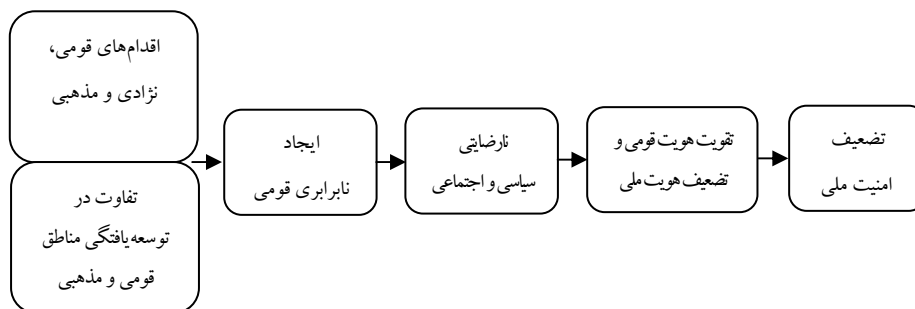 اقدام‌های قومی،
نژادی و مذهبی
تفاوت در
توسعه‌یافتگی مناطق
قومی و مذهبی
ایجاد
نابرابری قومی
نارضایتی
سیاسی و اجتماعی
تقویت هویت قومی و
تضعیف هویت ملی
تضعیف
امنیت ملی